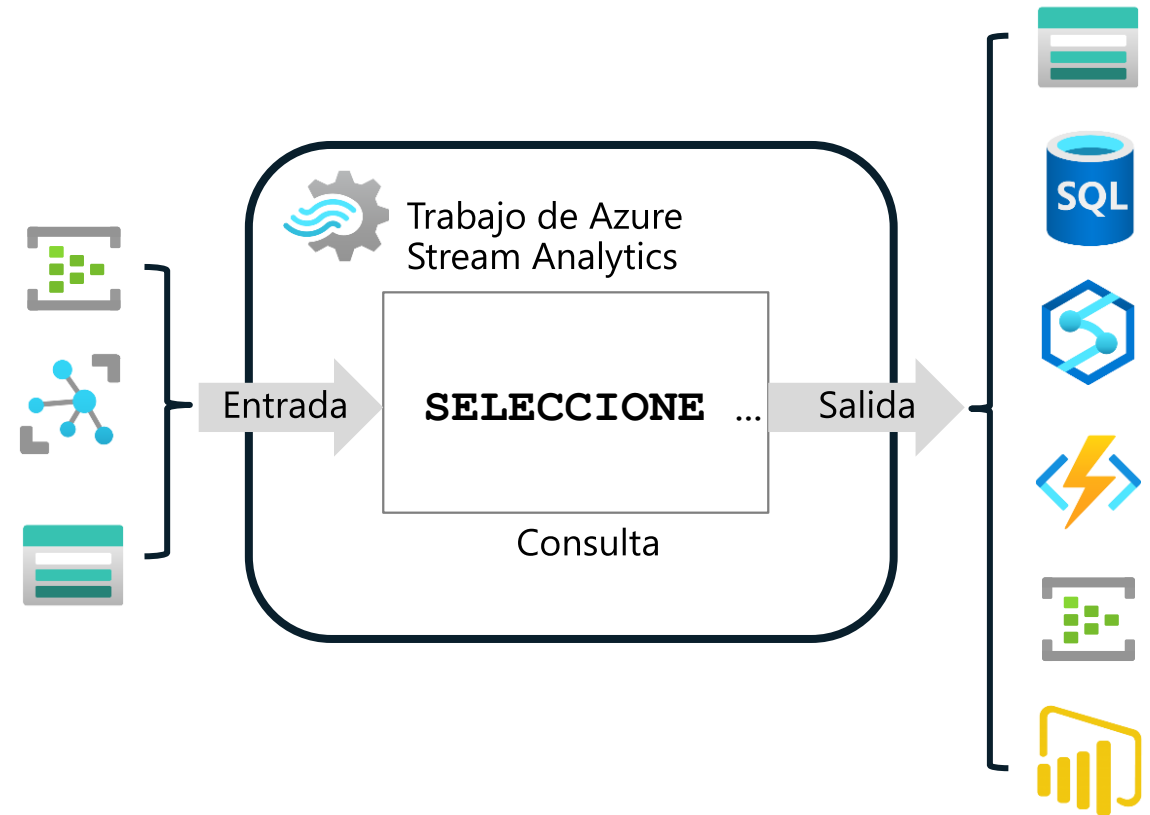 Trabajo de Azure
Stream Analytics
SQL
Entrada
SELECCIONE ...
Salida
Consulta